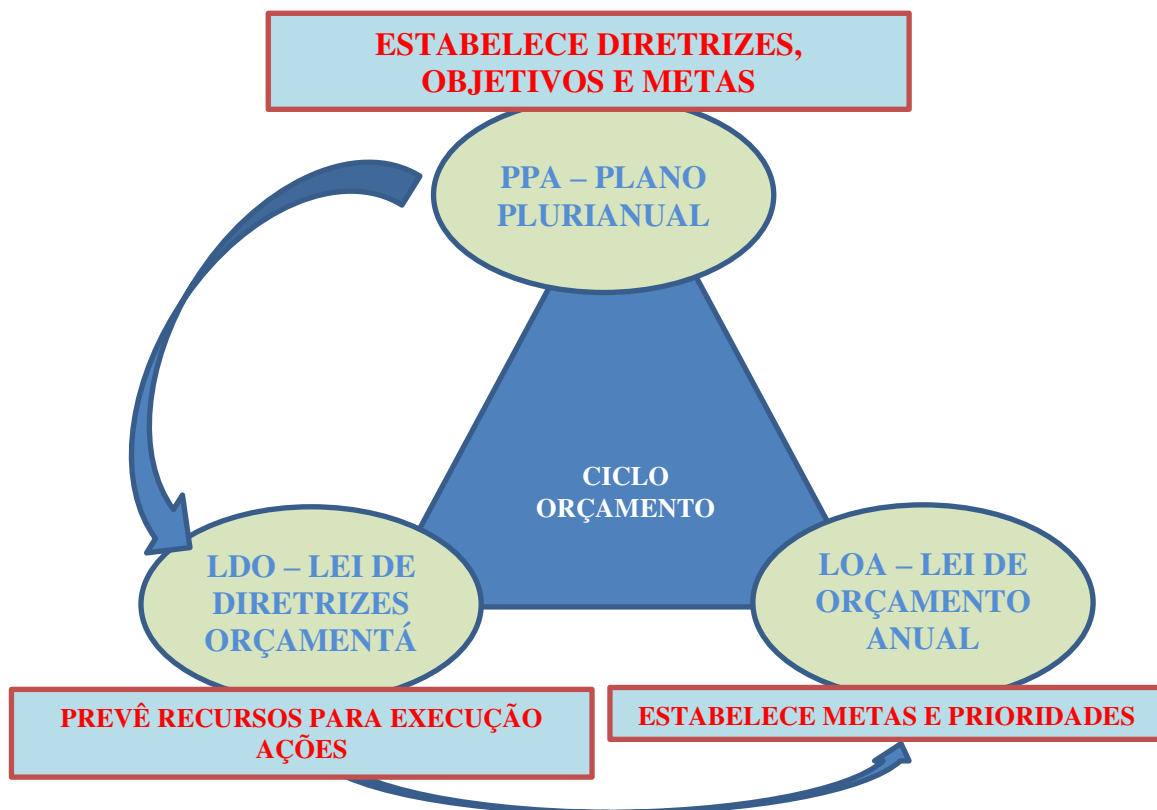 ESTABELECE DIRETRIZES,
OBJETIVOS E METAS
PPA – PLANO
PLURIANUAL
CICLO
ORÇAMENTO
LDO – LEI DE
DIRETRIZES
ORÇAMENTÁ
LOA – LEI DE
ORÇAMENTO
ANUAL
PREVÊ RECURSOS PARA EXECUÇÃO
AÇÕES
ESTABELECE METAS E PRIORIDADES